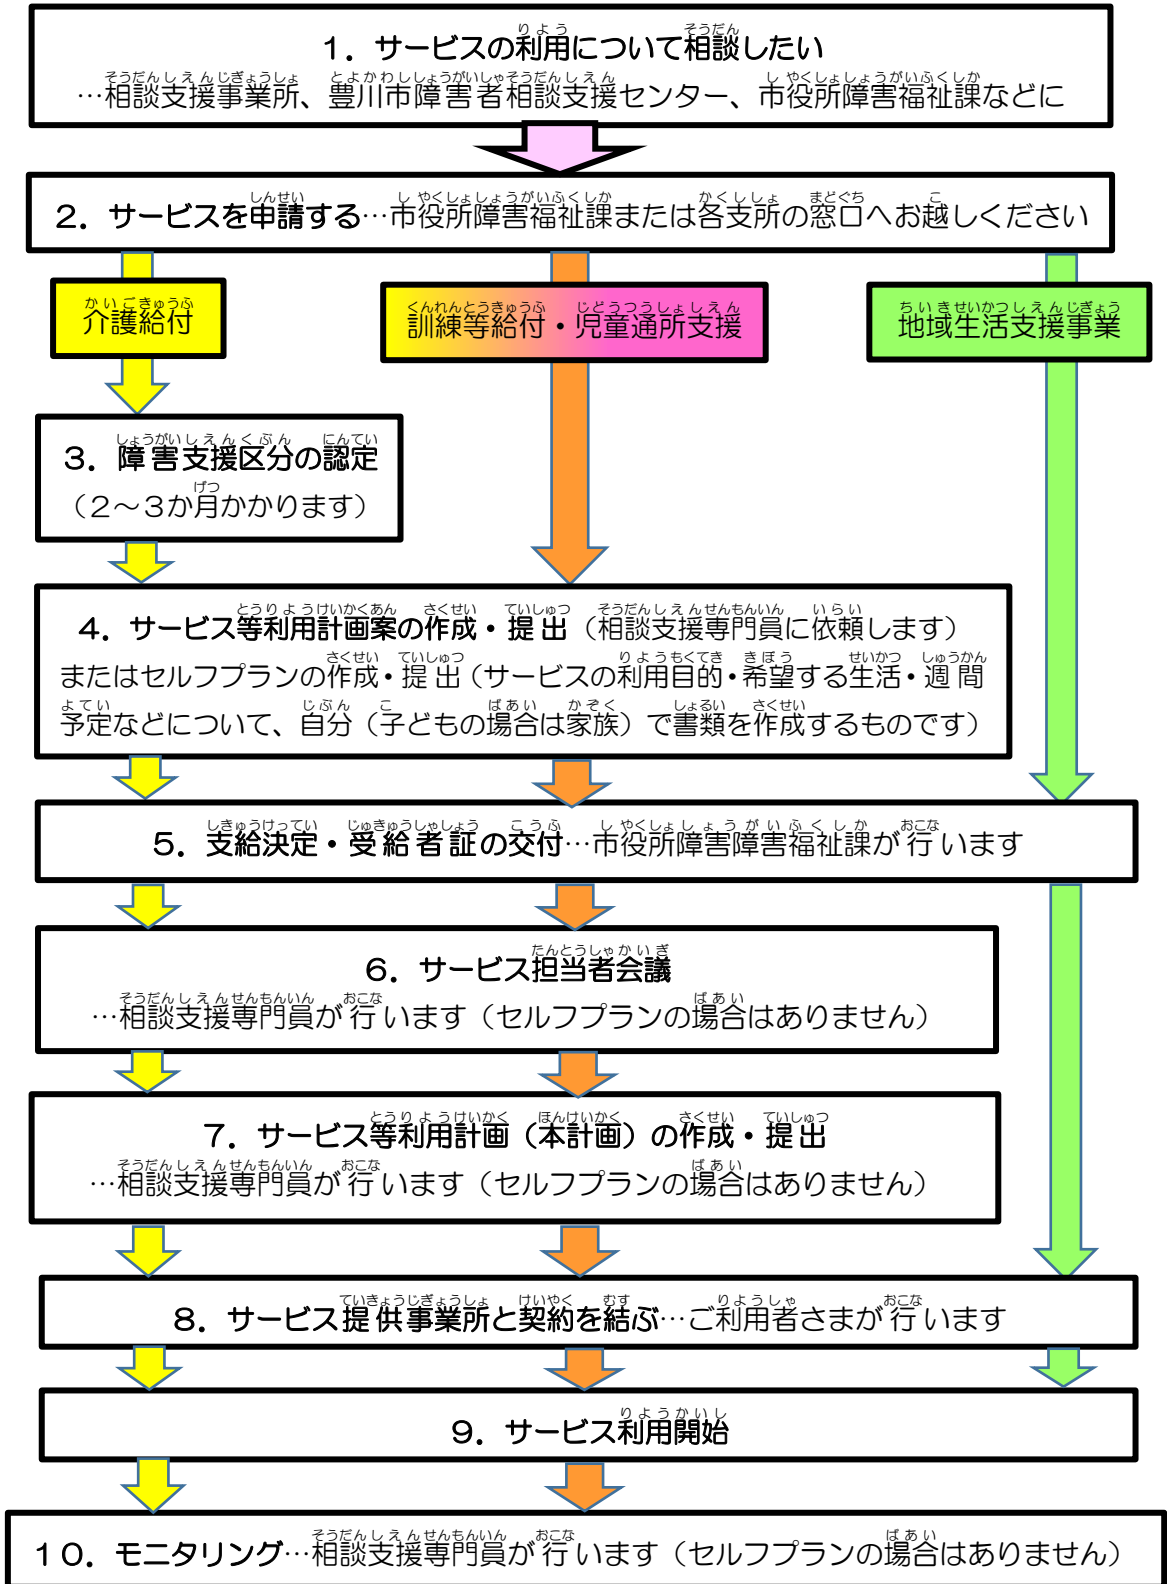 1．サービスの利用について相談したい
…相談支援事業所、豊川市障害者相談支援センター、市役所障害福祉課などに
2．サービスを申請する…市役所障害福祉課または各支所の窓口へお越しください
介護給付
訓練等給付・児童通所支援
地域生活支援事業
3．障害支援区分の認定
（2～3か月かかります）
4．サービス等利用計画案の作成・提出（相談支援専門員に依頼します）
またはセルフプランの作成・提出（サービスの利用目的・希望する生活・週間
予定などについて、自分（子どもの場合は家族）で書類を作成するものです）
5．支給決定・受給者証の交付…市役所障害障害福祉課が行います
6．サービス担当者会議
…相談支援専門員が行います（セルフプランの場合はありません）
7．サービス等利用計画（本計画）の作成・提出
…相談支援専門員が行います（セルフプランの場合はありません）
8．サービス提供事業所と契約を結ぶ…ご利用者さまが行います
9．サービス利用開始
10．モニタリング…相談支援専門員が行います（セルフプランの場合はありません）